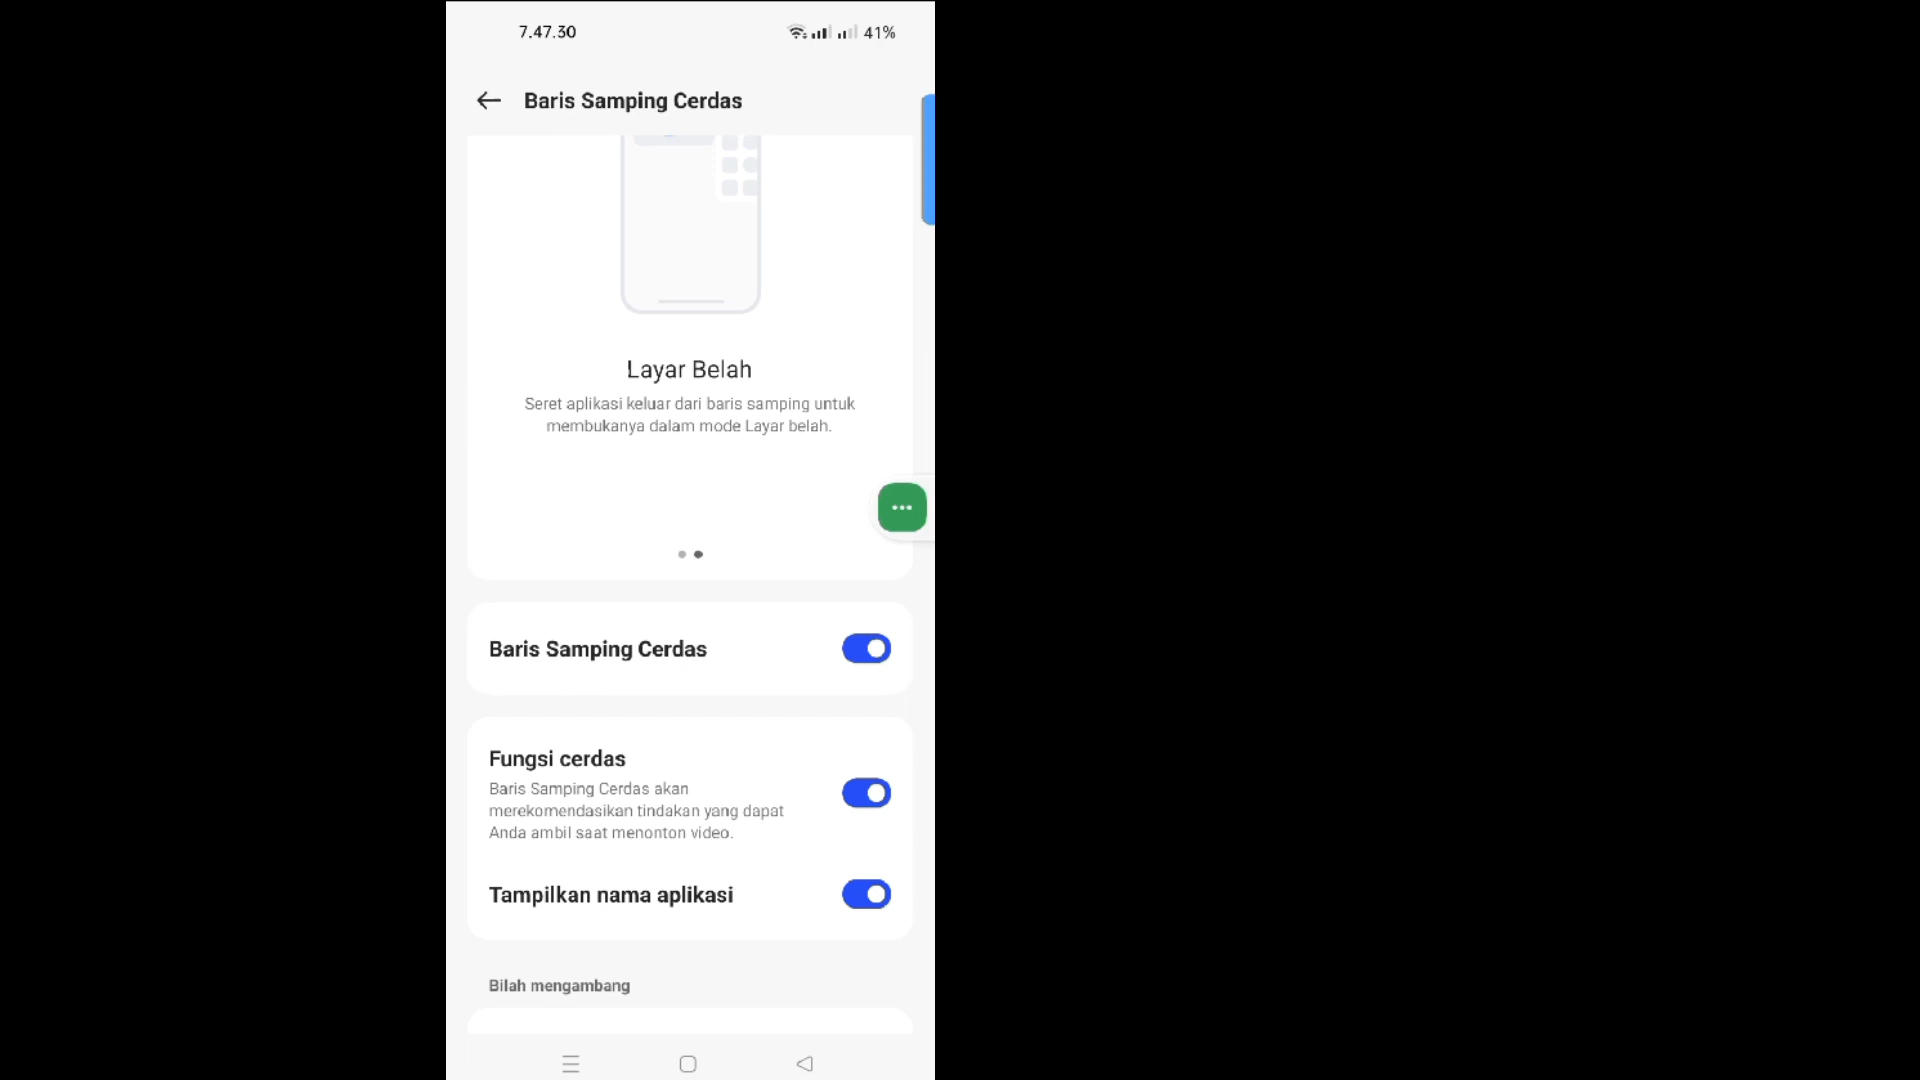 7.47.30
41%
Baris Samping Cerdas
Layar Belah
Seret aplikasi keluar dari baris samping untuk
membukanya dalam mode Layar belah.
Baris Samping Cerdas
Fungsi cerdas
Baris Samping Cerdas akan
merekomendasikan tindakan yang dapat
Anda ambil saat menonton video.
Tampilkan nama aplikasi
Bilah mengambang